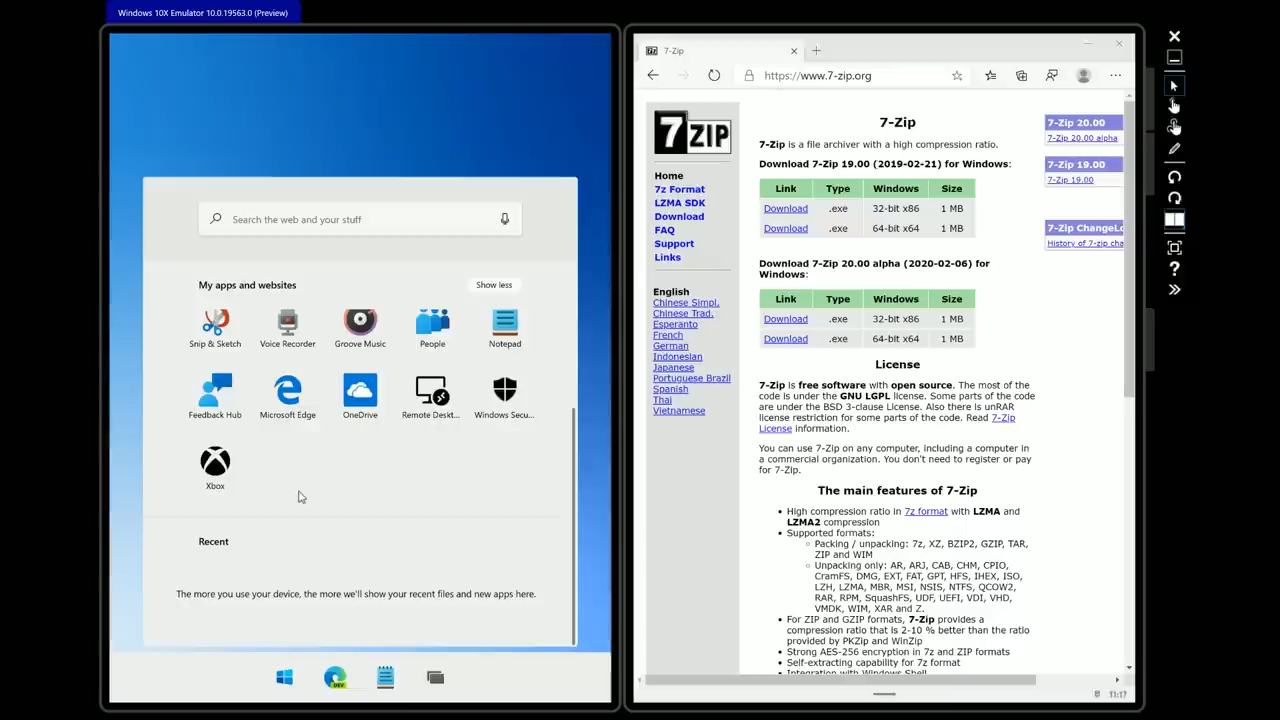 Windows 10X Emulator 10.0.19563.0 (Preview)
Search the web and your stuff
My apps and websites
Show less
Snip & Sketch
Voice Recorder
Groove Music
People
Notepad
Feedback Hub
Microsoft Edge
OneDrive
Remote Deskt...
Windows Secu...
Xbox
Recent
The more you use your device, the more we'll show your recent files and new apps here.
DEV
7-Zip
https://www.7-zip.org
7ZIP
Home
7z Format
LZMA SDK
Download
FAQ
Support
Links
English
Chinese Simpl.
Chinese Trad.
Esperanto
French
German
Indonesian
Japanese
Portuguese Brazil
Spanish
Thai
Vietnamese
7-Zip
7-Zip is a file archiver with a high compression ratio.
Download 7-Zip 19.00 (2019-02-21) for Windows:
Link Type Windows Size
Download .exe 32-bit x86 1 MB
Download .exe 64-bit x64 1 MB
Download 7-Zip 20.00 alpha (2020-02-06) for
Windows:
Link Type Windows Size
Download .exe 32-bit x86 1 MB
Download .exe 64-bit x64 1 MB
License
7-Zip is free software with open source. The most of the
code is under the GNU LGPL license. Some parts of the code
are under the BSD 3-clause License. Also there is unRAR
license restriction for some parts of the code. Read 7-Zip
License information.
You can use 7-Zip on any computer, including a computer in
a commercial organization. You don't need to register or pay
for 7-Zip.
The main features of 7-Zip
High compression ratio in 7z format with LZMA and
LZMA2 compression
Supported formats:
Packing / unpacking: 7z, XZ, BZIP2, GZIP, TAR,
ZIP and WIM
Unpacking only: AR, ARJ, CAB, CHM, CPIO,
CramFS, DMG, EXT, FAT, GPT, HFS, IHEX, ISO,
LZH, LZMA, MBR, MSI, NSIS, NTFS, QCOW2,
RAR, RPM, SquashFS, UDF, UEFI, VDI, VHD,
VMDK, WIM, XAR and Z.
For ZIP and GZIP formats, 7-Zip provides a
compression ratio that is 2-10 % better than the ratio
provided by PKZip and WinZip
Strong AES-256 encryption in 7z and ZIP formats
Self-extracting capability for 7z format
Integration with Windows Shell
7-Zip 20.00
7-Zip 20.00 alpha
7-Zip 19.00
7-Zip 19.00
7-Zip ChangeLo
History of 7-zip cha
11:17